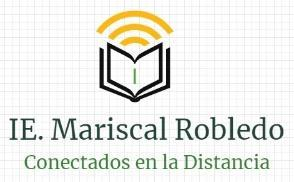 I
IE. Mariscal Robledo
Conectados en la Distancia